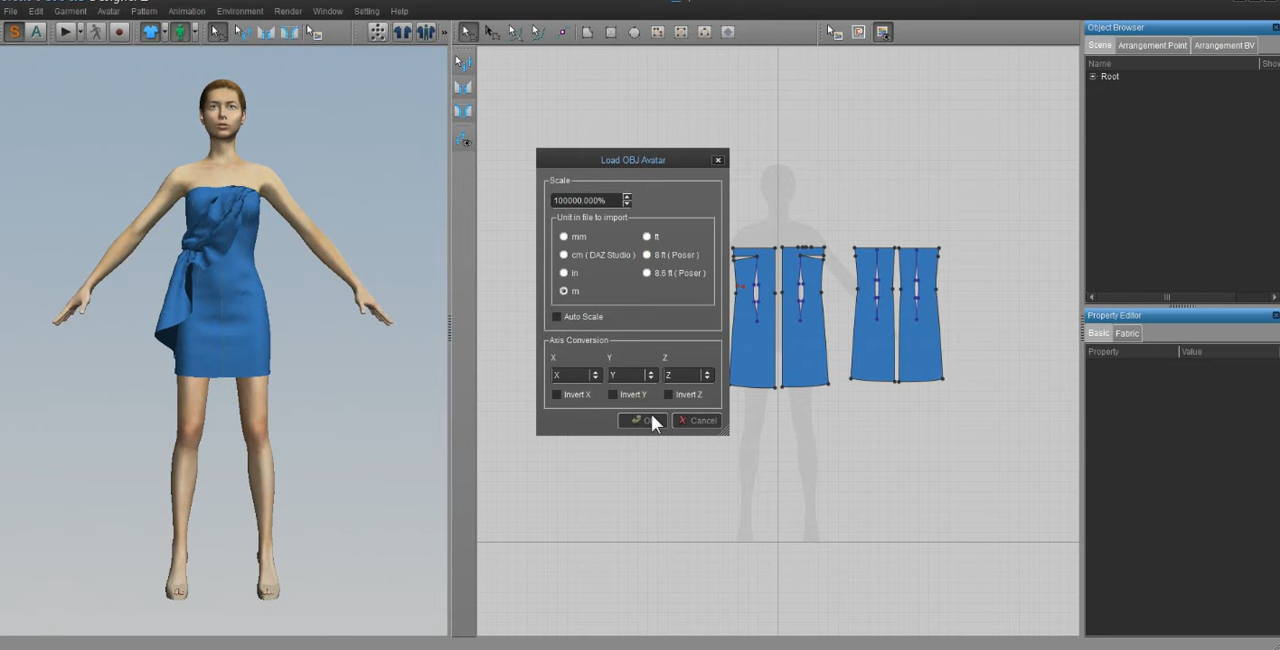 File Edit Garment Avatar Pattern Animation Environment Render Window Setting Help
S A
Object Browser
Scene Arrangement Point Arrangement BV
Name Show
Root
Load OBJ Avatar
Scale
100000.000%
Unit in file to import
mm ft
cm ( DAZ Studio ) 8 ft ( Poser )
in 8.6 ft ( Poser )
m
Auto Scale
Axis Conversion
X Y Z
X Y Z
Invert X Invert Y Invert Z
Cancel
Property Editor
Basic Fabric
Property Value